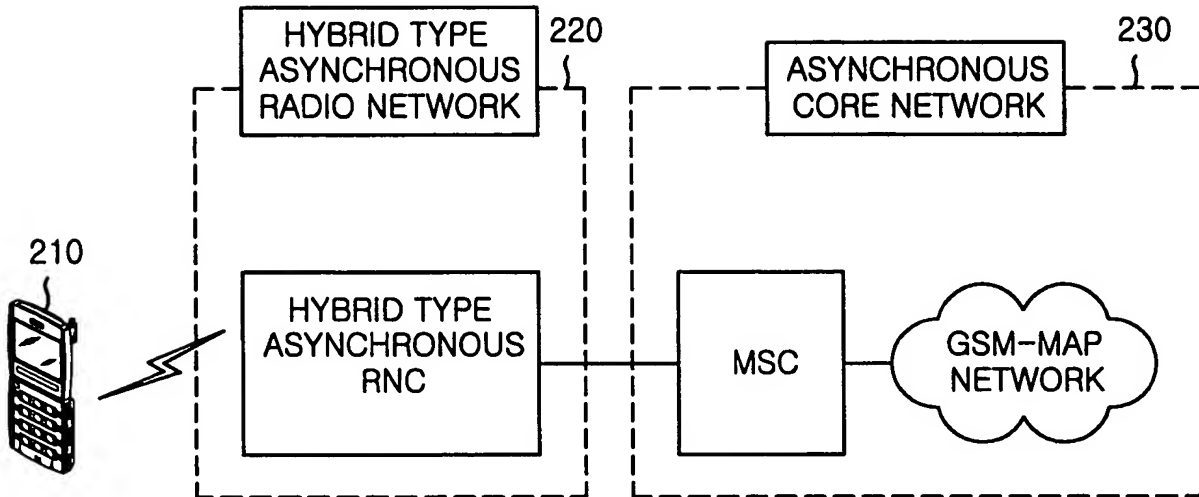 HYBRID TYPE
ASYNCHRONOUS
RADIO NETWORK
220
ASYNCHRONOUS
CORE NETWORK
230
210
HYBRID TYPE
ASYNCHRONOUS
RNC
MSC
GSM-MAP
NETWORK